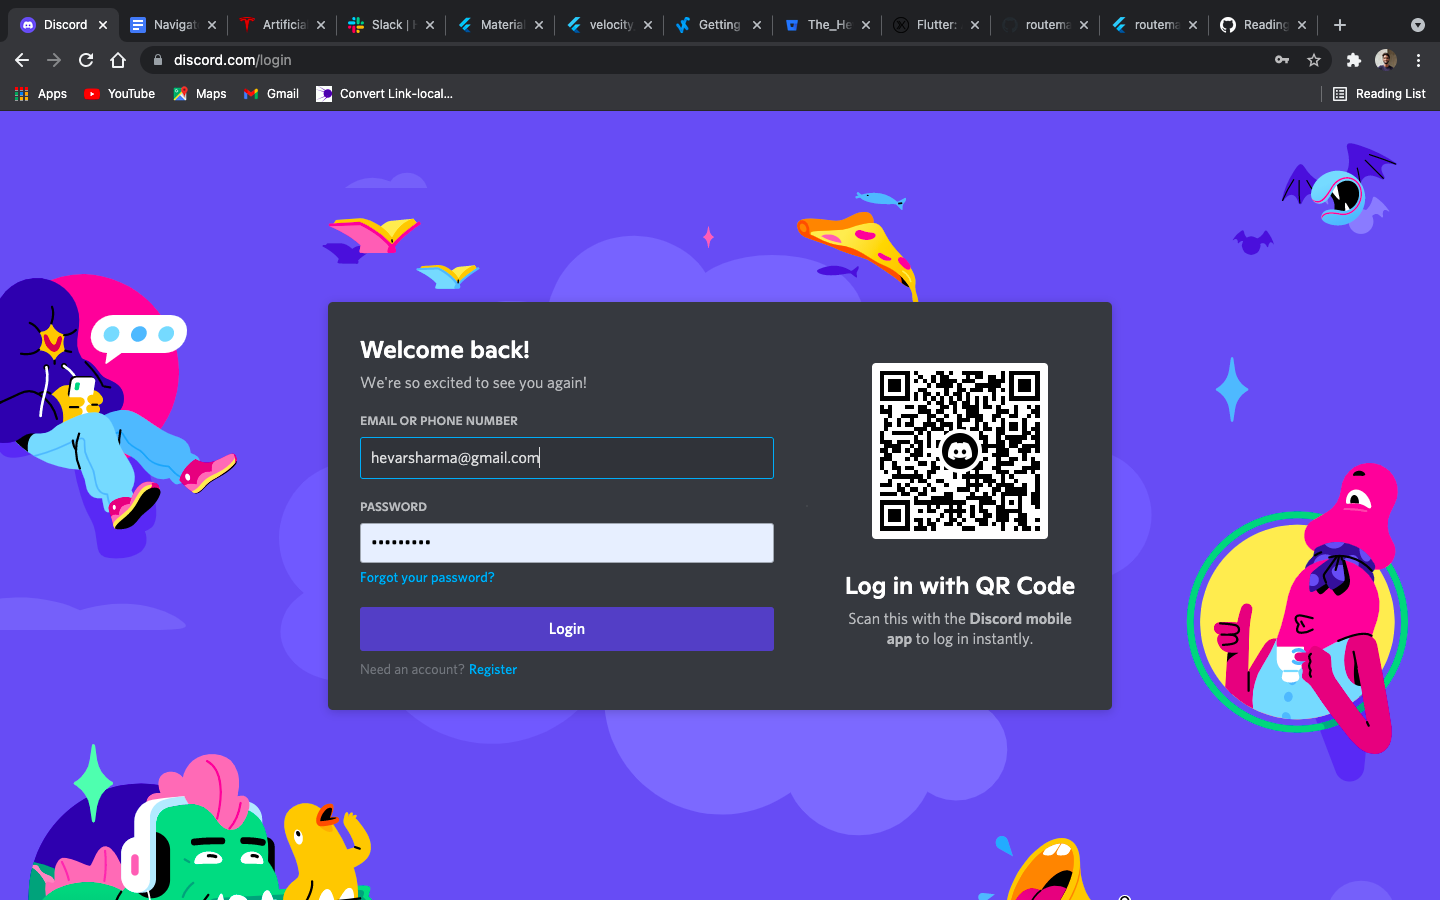 Discord
Navigat
Artificia
Slack |
Material
velocity
Getting
The_He
Flutter:
routema
routema
Reading
discord.com/login
Apps
YouTube
Maps
Gmail
Convert Link-local...
Reading List
Welcome back!
We're so excited to see you again!
EMAIL OR PHONE NUMBER
hevarsharma@gmail.com
PASSWORD
•••••••••
Forgot your password?
Login
Need an account? Register
Log in with QR Code
Scan this with the Discord mobile
app to log in instantly.